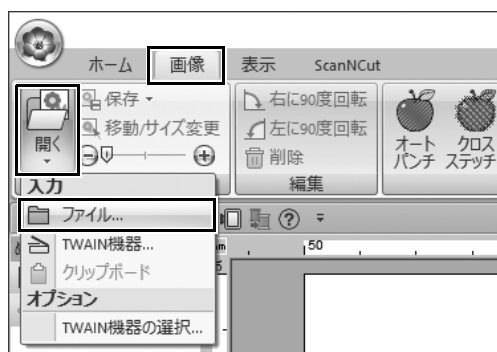 ホーム 画像 表示 ScanNCut
開く
保存
移動/サイズ変更
右に90度回転
左に90度回転
削除
編集
オート
パンチ
クロス
ステッチ
入力
ファイル...
TWAIN機器...
クリップボード
オプション
TWAIN機器の選択...
50